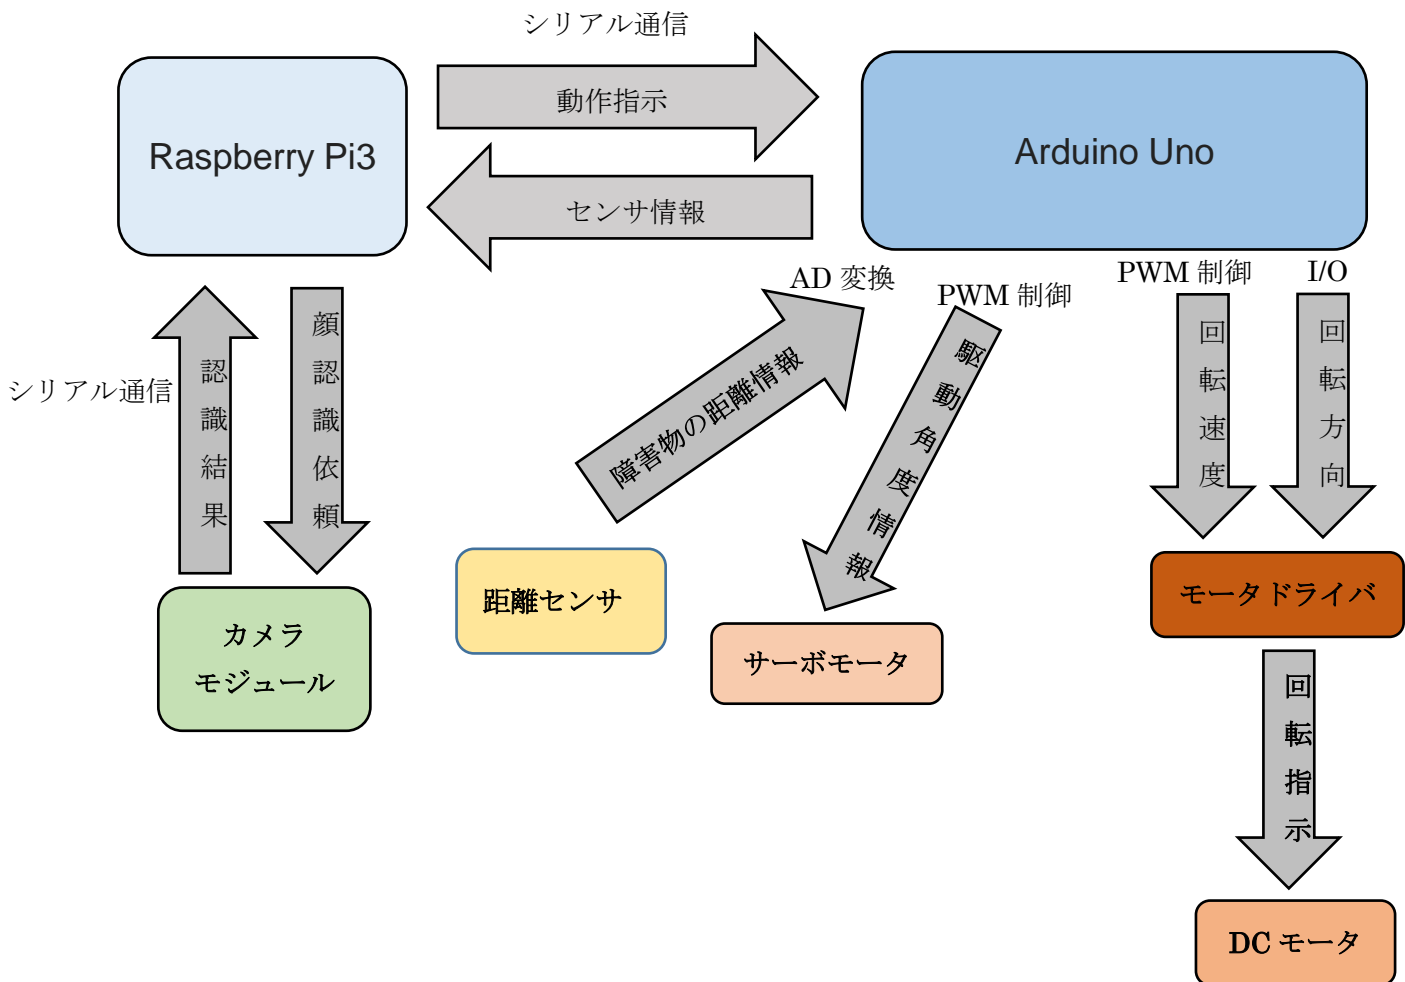 シリアル通信
Raspberry Pi3
動作指示
Arduino Uno
センサ情報
AD 変換
PWM 制御
PWM 制御
I/O
シリアル通信
認識結果
顔認識依頼
障害物の距離情報
駆動角度情報
回転速度
回転方向
カメラ
モジュール
距離センサ
サーボモータ
モータドライバ
回転指示
DC モータ